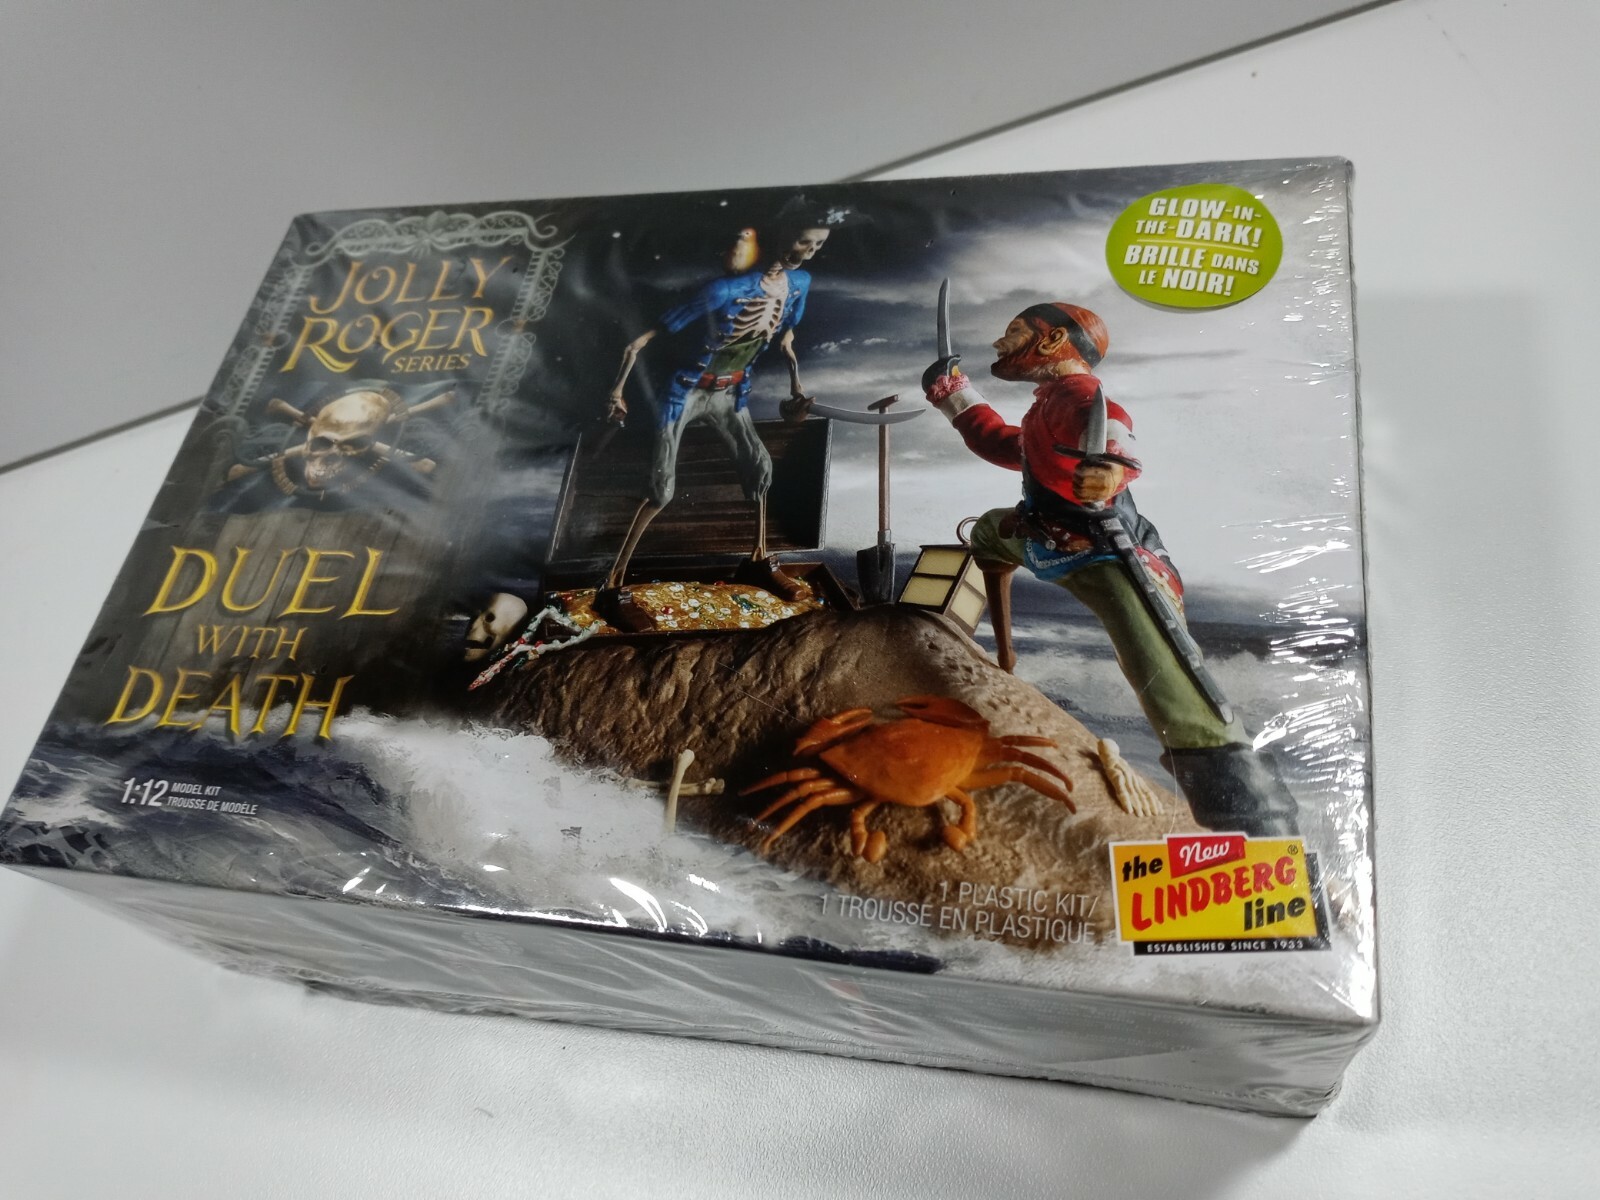 JOLLY
ROGER
SERIES
DUEL
WITH
DEATH
1:12 MODEL KIT
TROUSSE DE MODÈLE
GLOW-IN-
THE-DARK!
BRILLE DANS
LE NOIR!
1 PLASTIC KIT/
1 TROUSSE EN PLASTIQUE
the New
LINDBERG®
line
ESTABLISHED SINCE 1933